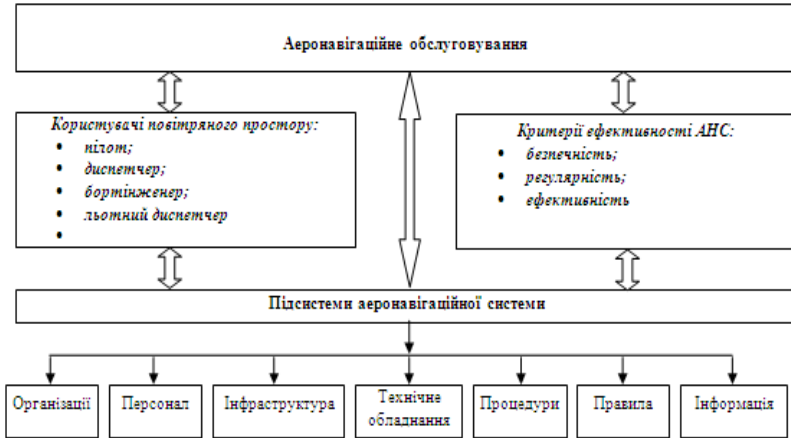 Аеронавігаційне обслуговування
Користувачі повітряного простору:
• пілот;
• диспетчер;
• бортінженер;
• льотний диспетчер
•
Критерії ефективності АНС:
• безпечність;
• регулярність;
• ефективність
Підсистеми аеронавігаційної системи
Організації
Персонал
Інфраструктура
Технічне
обладнання
Процедури
Правила
Інформація